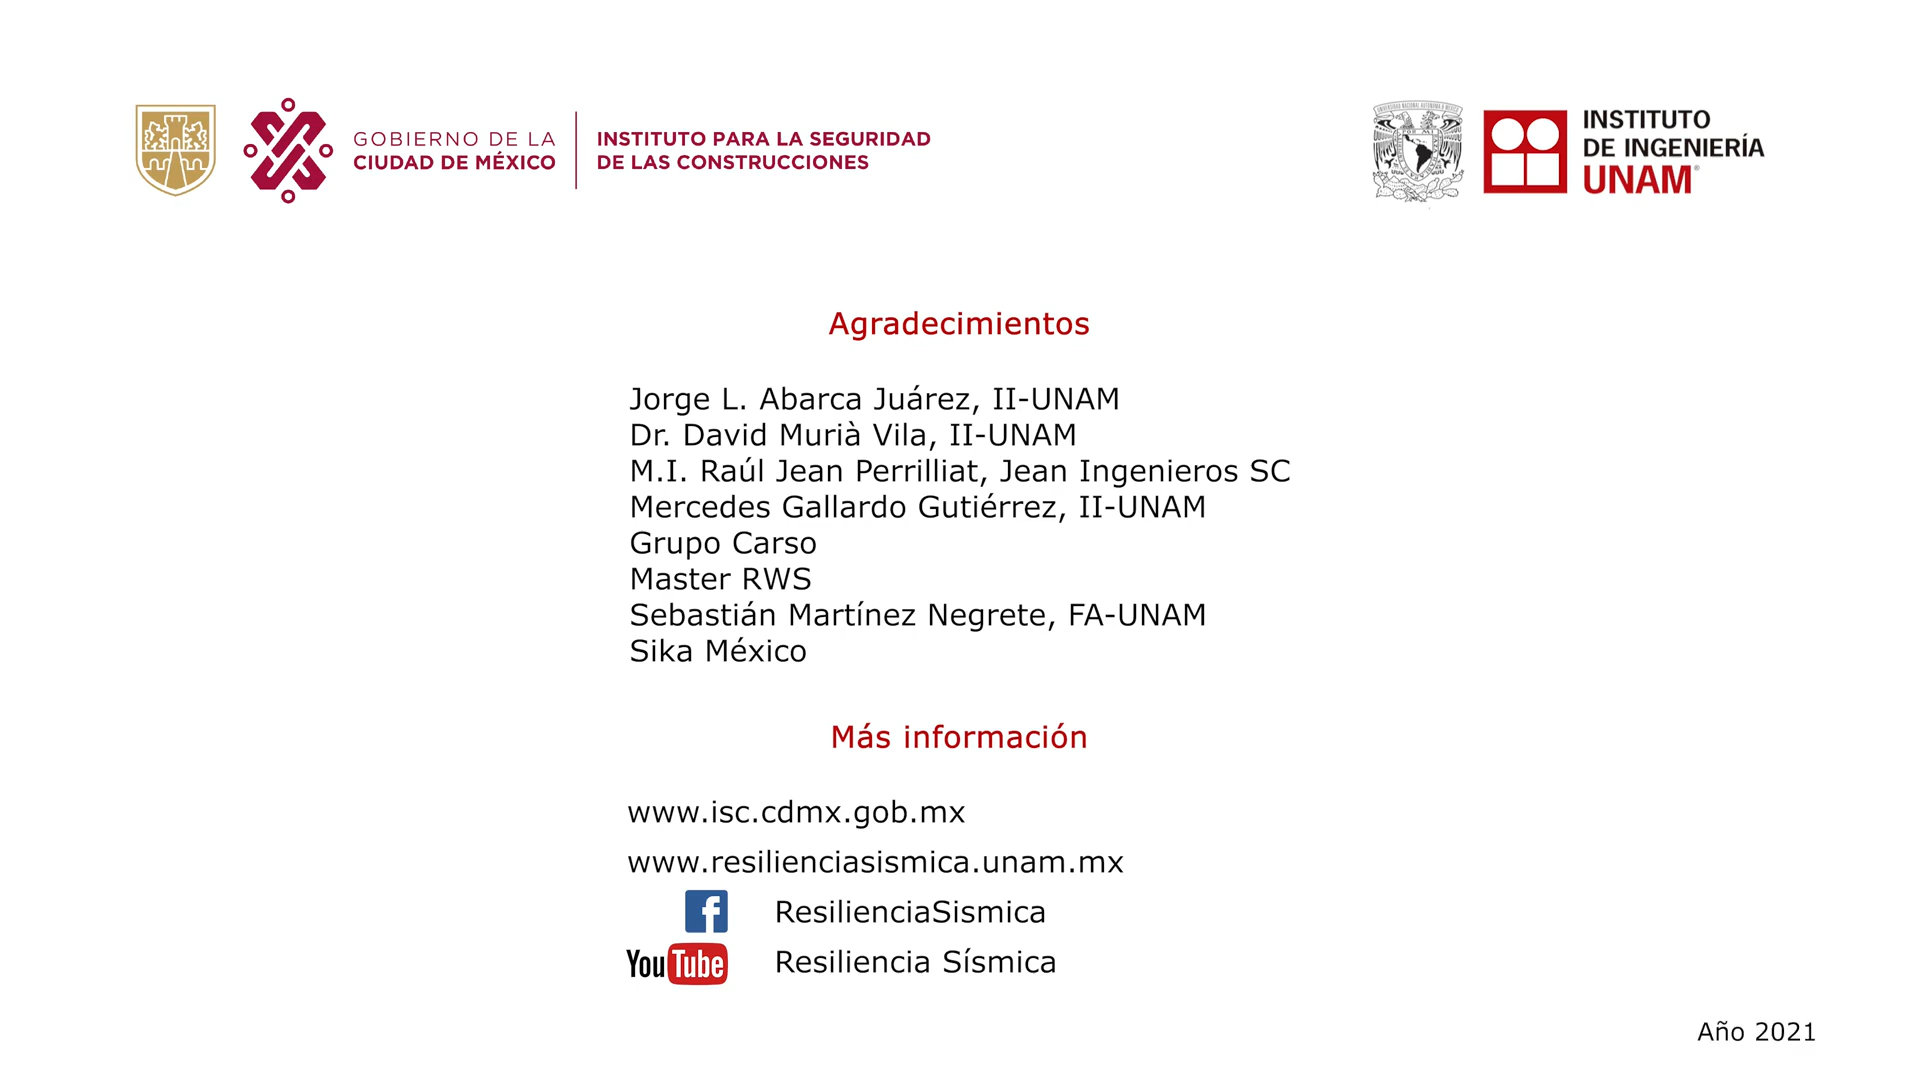 GOBIERNO DE LA
CIUDAD DE MÉXICO
INSTITUTO PARA LA SEGURIDAD
DE LAS CONSTRUCCIONES
INSTITUTO
DE INGENIERÍA
UNAM®
Agradecimientos
Jorge L. Abarca Juárez, II-UNAM
Dr. David Murià Vila, II-UNAM
M.I. Raúl Jean Perrilliat, Jean Ingenieros SC
Mercedes Gallardo Gutiérrez, II-UNAM
Grupo Carso
Master RWS
Sebastián Martínez Negrete, FA-UNAM
Sika México
Más información
www.isc.cdmx.gob.mx
www.resilienciasismica.unam.mx
f ResilienciaSismica
YouTube Resiliencia Sísmica
Año 2021